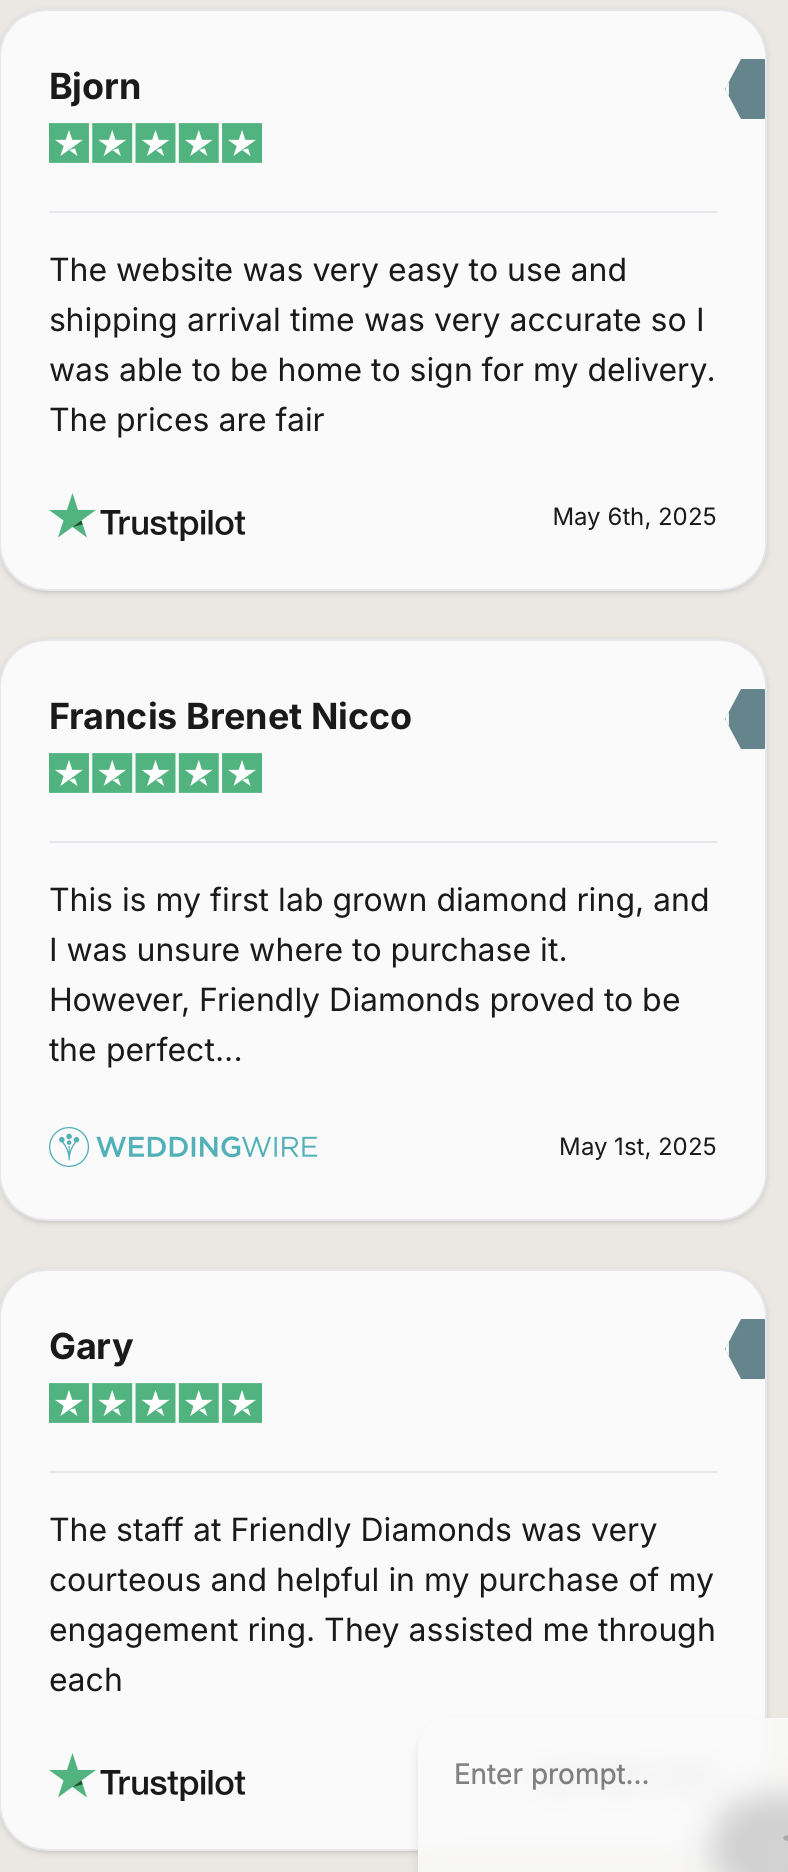 Bjorn
The website was very easy to use and
shipping arrival time was very accurate so I
was able to be home to sign for my delivery.
The prices are fair
Trustpilot
May 6th, 2025
Francis Brenet Nicco
This is my first lab grown diamond ring, and
I was unsure where to purchase it.
However, Friendly Diamonds proved to be
the perfect...
WEDDINGWIRE
May 1st, 2025
Gary
The staff at Friendly Diamonds was very
courteous and helpful in my purchase of my
engagement ring. They assisted me through
each
Trustpilot
Enter prompt...